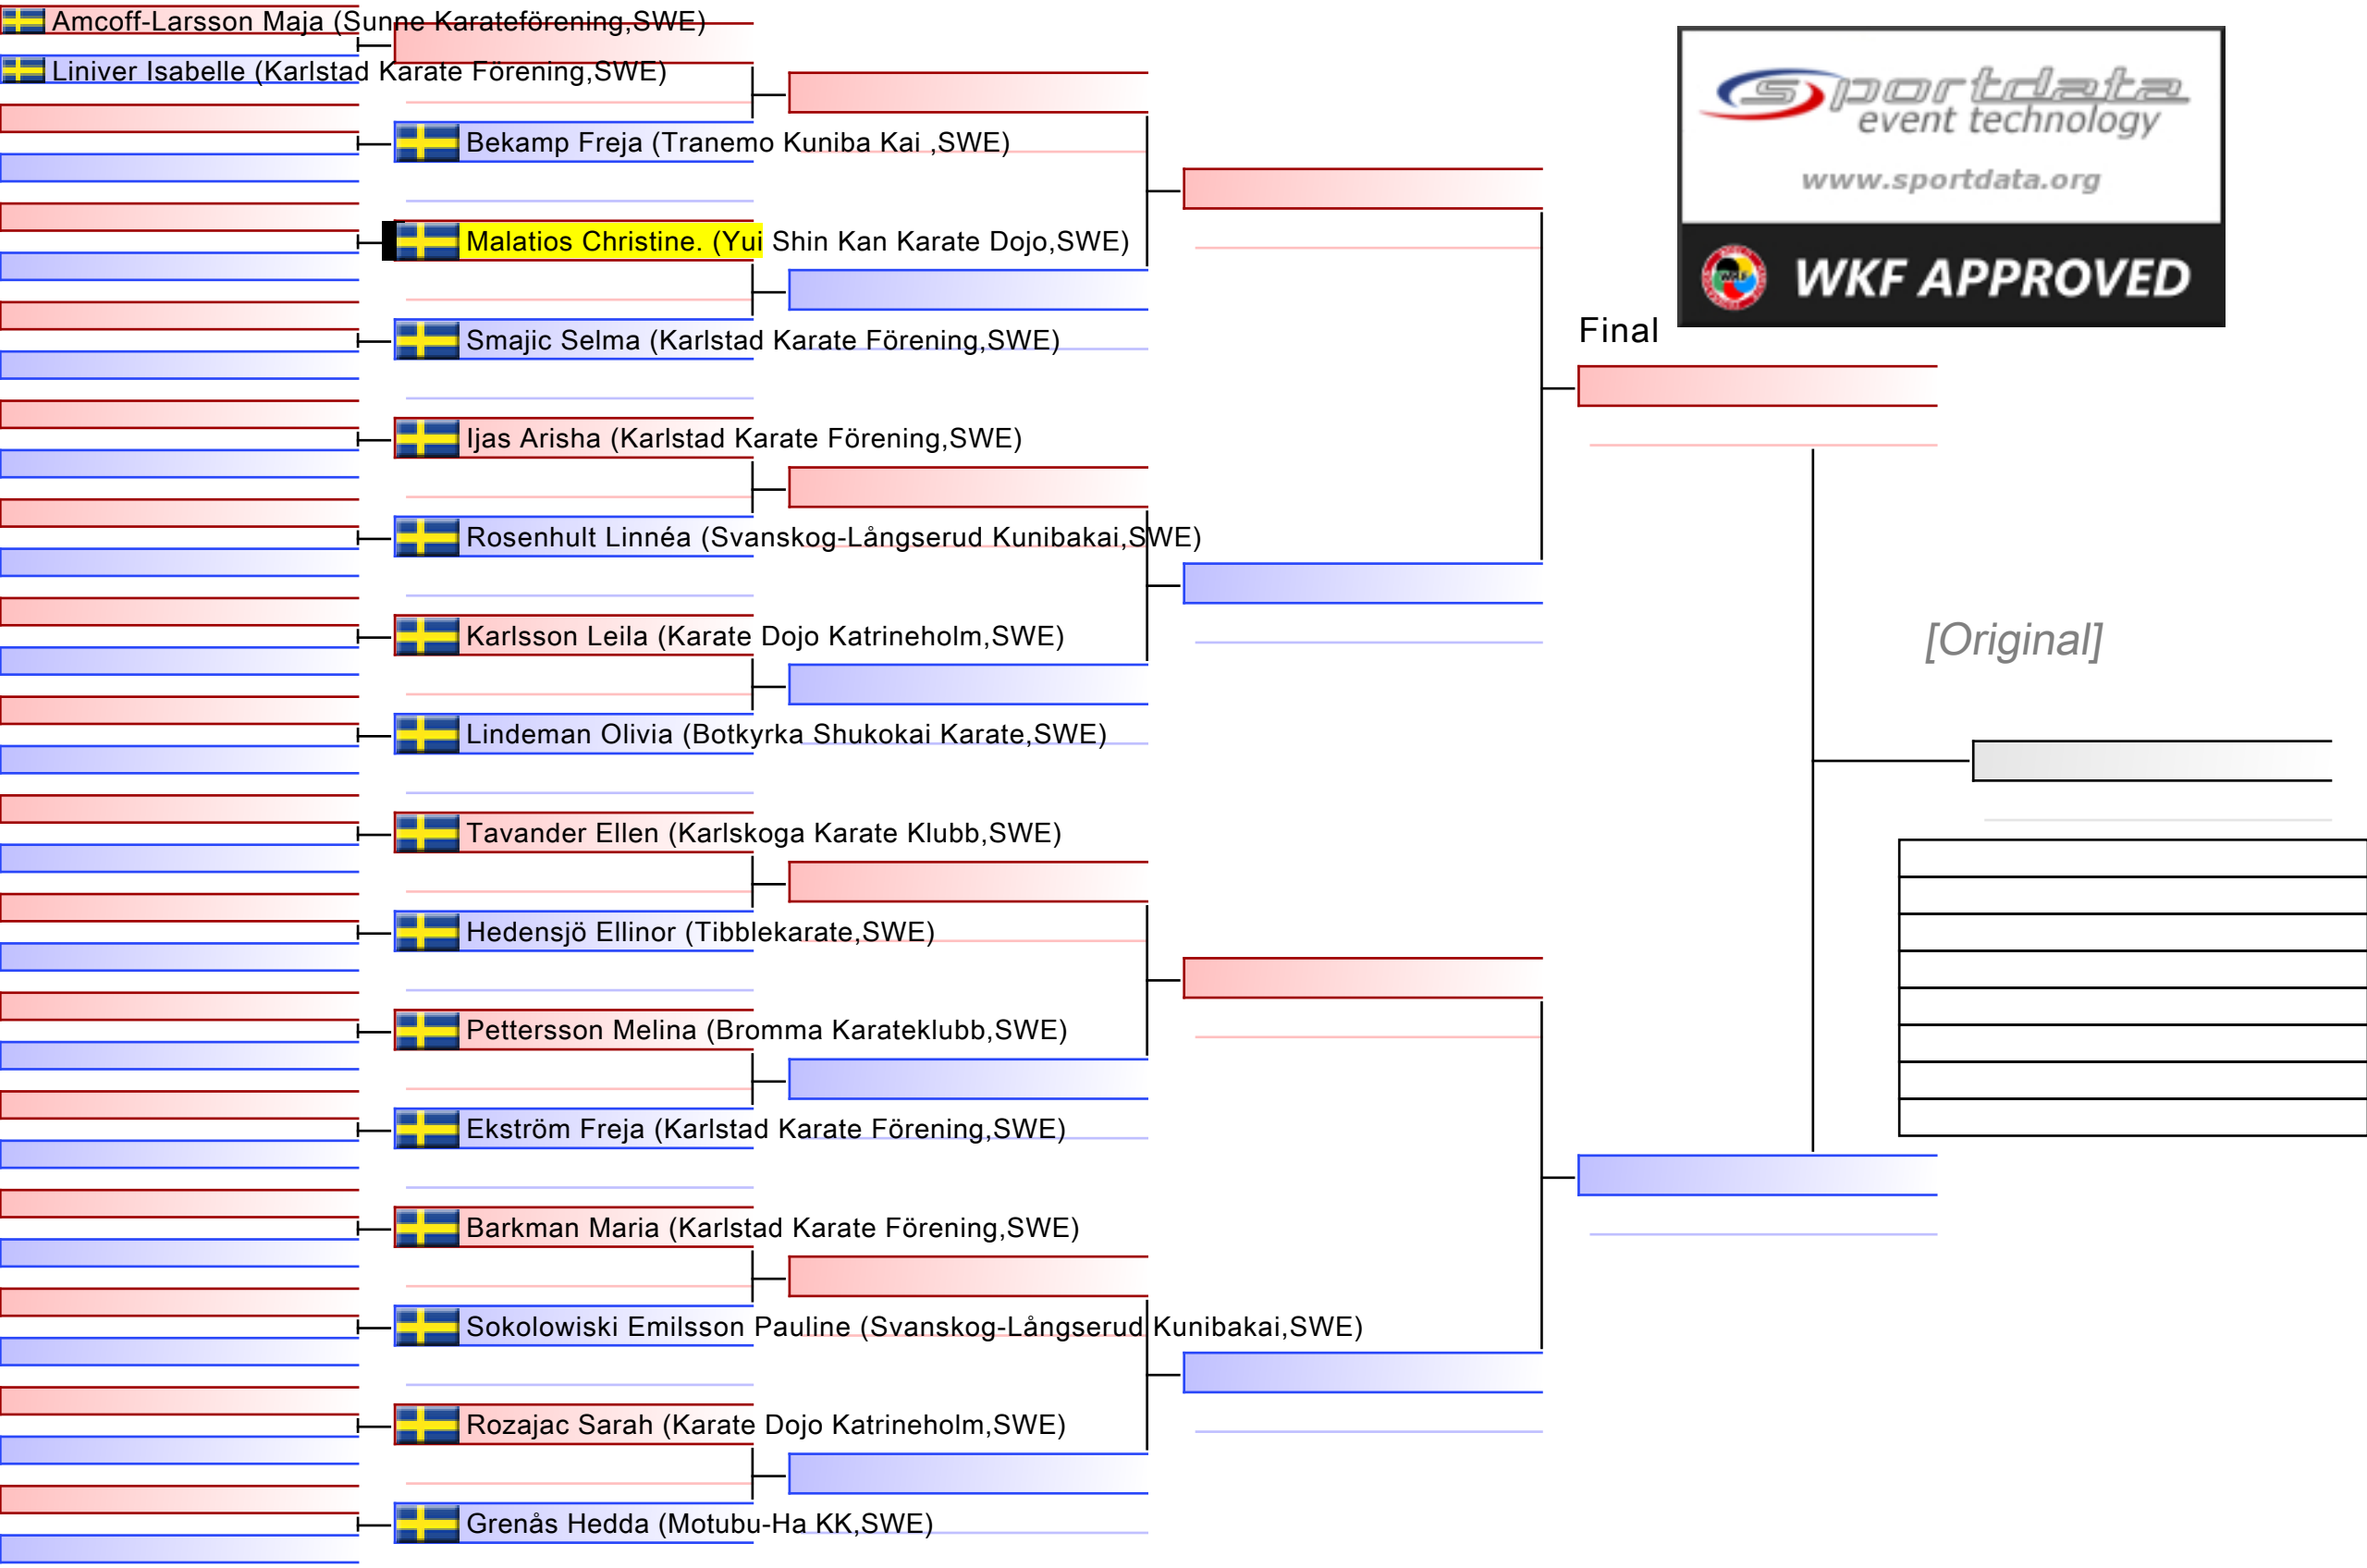 Amcoff-Larsson Maja (Sunne Karateförening,SWE)
Liniver Isabelle (Karlstad Karate Förening,SWE)
Bekamp Freja (Tranemo Kuniba Kai ,SWE)
Malatios Christine. (Yui Shin Kan Karate Dojo,SWE)
Smajic Selma (Karlstad Karate Förening,SWE)
Ijas Arisha (Karlstad Karate Förening,SWE)
Rosenhult Linnéa (Svanskog-Långserud Kunibakai,SWE)
Karlsson Leila (Karate Dojo Katrineholm,SWE)
Lindeman Olivia (Botkyrka Shukokai Karate,SWE)
Tavander Ellen (Karlskoga Karate Klubb,SWE)
Hedensjö Ellinor (Tibblekarate,SWE)
Pettersson Melina (Bromma Karateklubb,SWE)
Ekström Freja (Karlstad Karate Förening,SWE)
Barkman Maria (Karlstad Karate Förening,SWE)
Sokolowiski Emilsson Pauline (Svanskog-Långserud Kunibakai,SWE)
Rozajac Sarah (Karate Dojo Katrineholm,SWE)
Grenås Hedda (Motubu-Ha KK,SWE)
sportdata
event technology
www.sportdata.org
WKF
WKF APPROVED
Final
[Original]